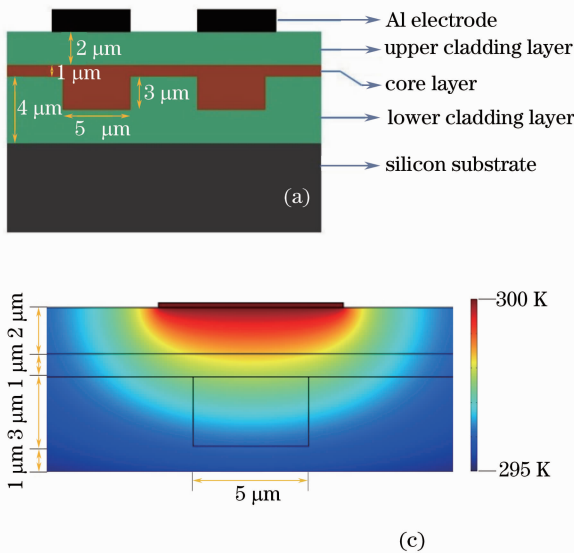 Al electrode
2 μm
upper cladding layer
1 μm
core layer
3 μm
4 μm
5 μm
lower cladding layer
silicon substrate
(a)
300 K
1 μm 3 μm 1 μm 2 μm
295 K
5 μm
(c)